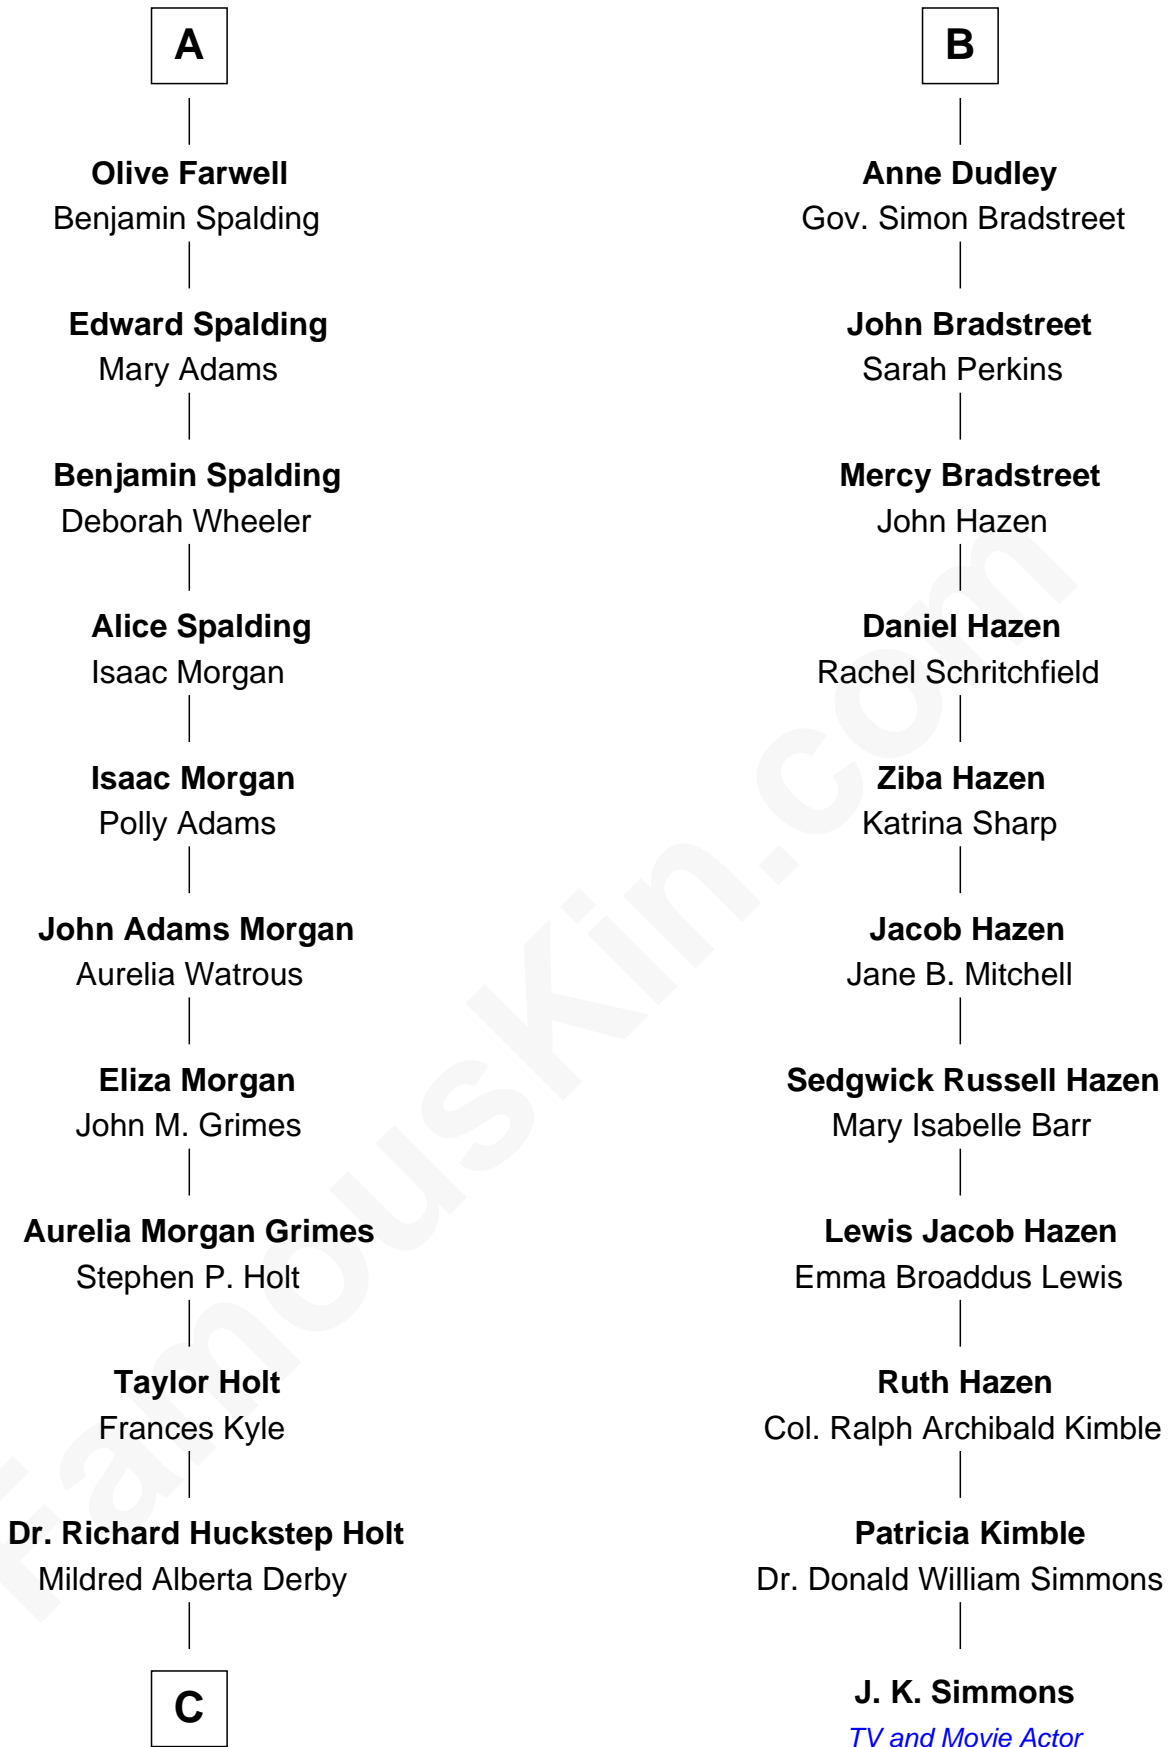 A
Olive Farwell
Benjamin Spalding
Edward Spalding
Mary Adams
Benjamin Spalding
Deborah Wheeler
Alice Spalding
Isaac Morgan
Isaac Morgan
Polly Adams
John Adams Morgan
Aurelia Watrous
Eliza Morgan
John M. Grimes
Aurelia Morgan Grimes
Stephen P. Holt
Taylor Holt
Frances Kyle
Dr. Richard Huckstep Holt
Mildred Alberta Derby
C
B
Anne Dudley
Gov. Simon Bradstreet
John Bradstreet
Sarah Perkins
Mercy Bradstreet
John Hazen
Daniel Hazen
Rachel Schritchfield
Ziba Hazen
Katrina Sharp
Jacob Hazen
Jane B. Mitchell
Sedgwick Russell Hazen
Mary Isabelle Barr
Lewis Jacob Hazen
Emma Broaddus Lewis
Ruth Hazen
Col. Ralph Archibald Kimble
Patricia Kimble
Dr. Donald William Simmons
J. K. Simmons
TV and Movie Actor
FamousKin.com